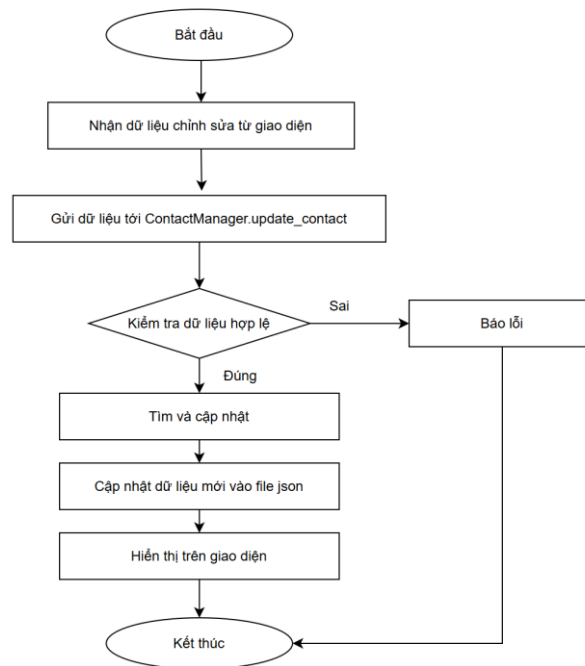 Bắt đầu
Nhận dữ liệu chỉnh sửa từ giao diện
Gửi dữ liệu tới ContactManager.update_contact
Kiểm tra dữ liệu hợp lệ
Sai
Báo lỗi
Đúng
Tìm và cập nhật
Cập nhật dữ liệu mới vào file json
Hiển thị trên giao diện
Kết thúc